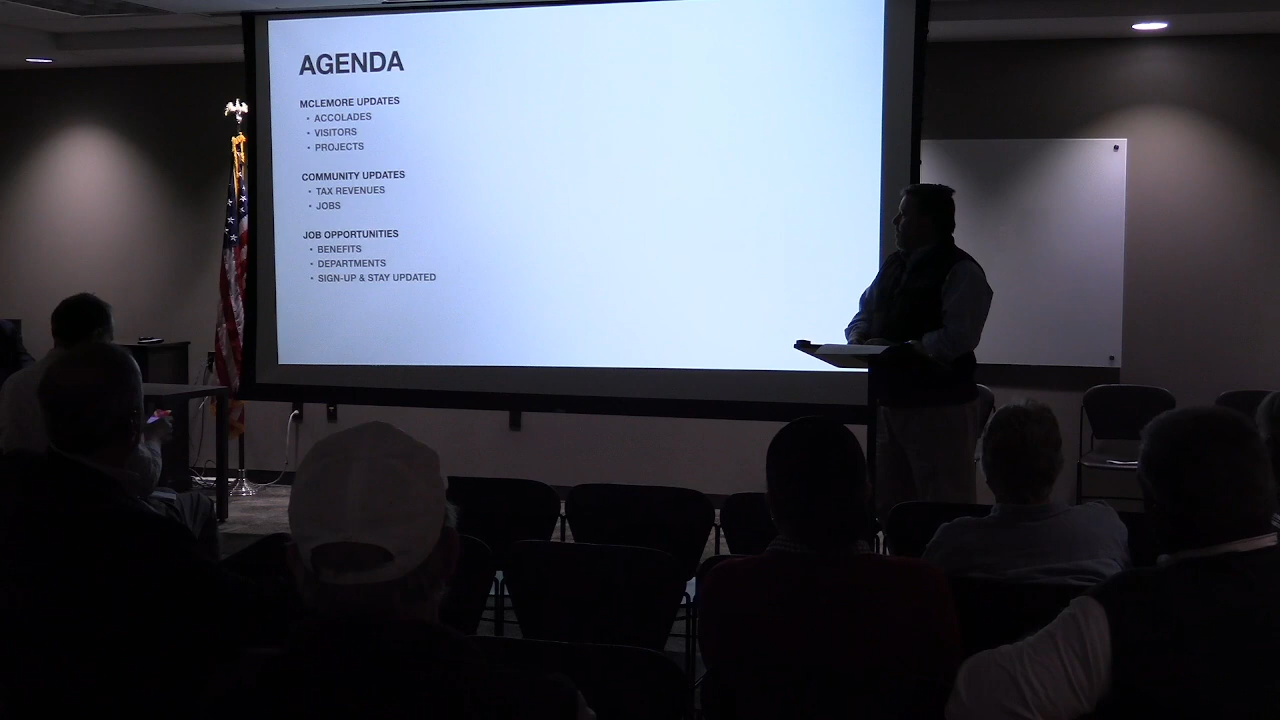 AGENDA
MCLEMORE UPDATES
• ACCOLADES
• VISITORS
• PROJECTS
COMMUNITY UPDATES
• TAX REVENUES
• JOBS
JOB OPPORTUNITIES
• BENEFITS
• DEPARTMENTS
• SIGN-UP & STAY UPDATED